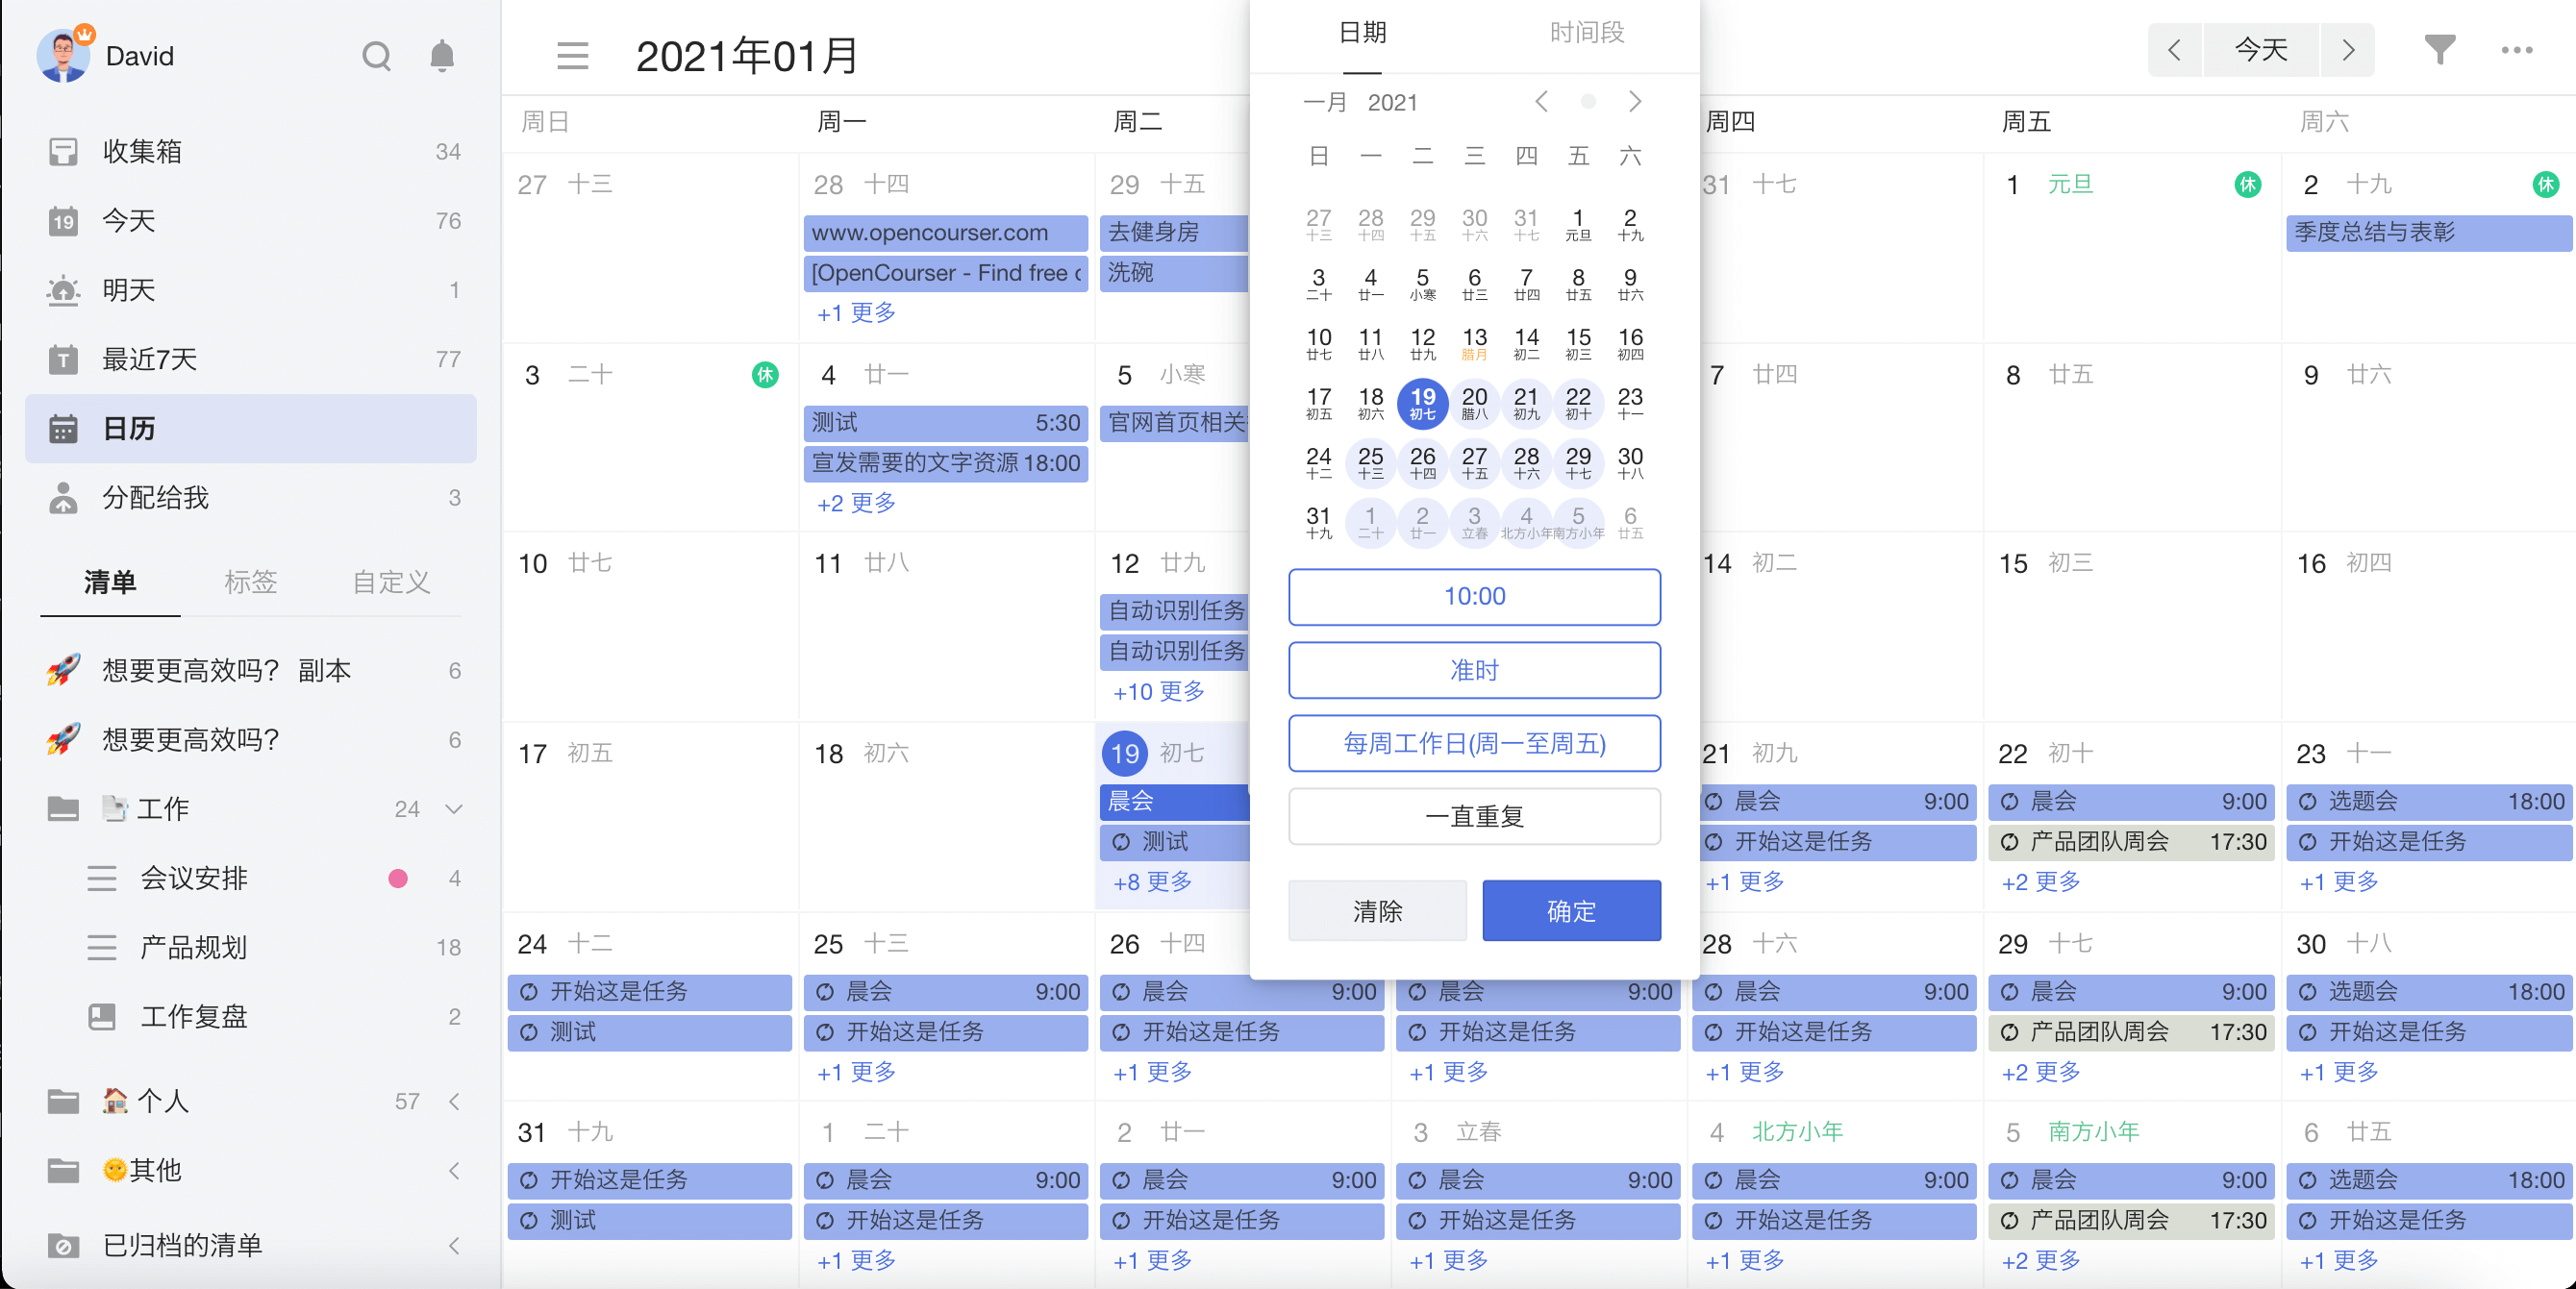 David
收集箱 34
19 今天 76
明天 1
T 最近7天 77
日历
分配给我 3
清单 标签 自定义
想要更高效吗? 副本 6
想要更高效吗? 6
工作 24
会议安排 4
产品规划 18
工作复盘 2
个人 57
其他
已归档的清单
2021年01月
今天
周日 周一 周二 周四 周五 周六
27 十三 28 十四 29 十五 31 十七 1 元旦 休 2 十九 休
www.opencourser.com 去健身房 季度总结与表彰
[OpenCourser - Find free c 洗碗
+1 更多
3 二十 休 4 廿一 5 小寒 7 廿四 8 廿五 9 廿六
测试 5:30 官网首页相关
宣发需要的文字资源 18:00
+2 更多
10 廿七 11 廿八 12 廿九 14 初二 15 初三 16 初四
自动识别任务
自动识别任务
+10 更多
17 初五 18 初六 19 初七 21 初九 22 初十 23 十一
晨会 晨会 9:00 晨会 9:00 选题会 18:00
测试 开始这是任务 产品团队周会 17:30 开始这是任务
+8 更多 +1 更多 +2 更多 +1 更多
24 十二 25 十三 26 十四 28 十六 29 十七 30 十八
开始这是任务 晨会 9:00 晨会 9:00 晨会 9:00 晨会 9:00 晨会 9:00 选题会 18:00
测试 开始这是任务 开始这是任务 开始这是任务 开始这是任务 产品团队周会 17:30 开始这是任务
+1 更多 +1 更多 +1 更多 +1 更多 +2 更多 +1 更多
31 十九 1 二十 2 廿一 3 立春 4 北方小年 5 南方小年 6 廿五
开始这是任务 晨会 9:00 晨会 9:00 晨会 9:00 晨会 9:00 晨会 9:00 选题会 18:00
测试 开始这是任务 开始这是任务 开始这是任务 开始这是任务 产品团队周会 17:30 开始这是任务
+1 更多 +1 更多 +1 更多 +1 更多 +2 更多 +1 更多
日期 时间段
一月 2021
日 一 二 三 四 五 六
27 28 29 30 31 1 2
十三 十四 十五 十六 十七 元旦 十九
3 4 5 6 7 8 9
二十 廿一 小寒 廿三 廿四 廿五 廿六
10 11 12 13 14 15 16
廿七 廿八 廿九 腊月 初二 初三 初四
17 18 19 20 21 22 23
初五 初六 初七 腊八 初九 初十 十一
24 25 26 27 28 29 30
十二 十三 十四 十五 十六 十七 十八
31 1 2 3 4 5 6
十九 二十 廿一 立春 北方小年 南方小年 廿五
10:00
准时
每周工作日(周一至周五)
一直重复
清除 确定